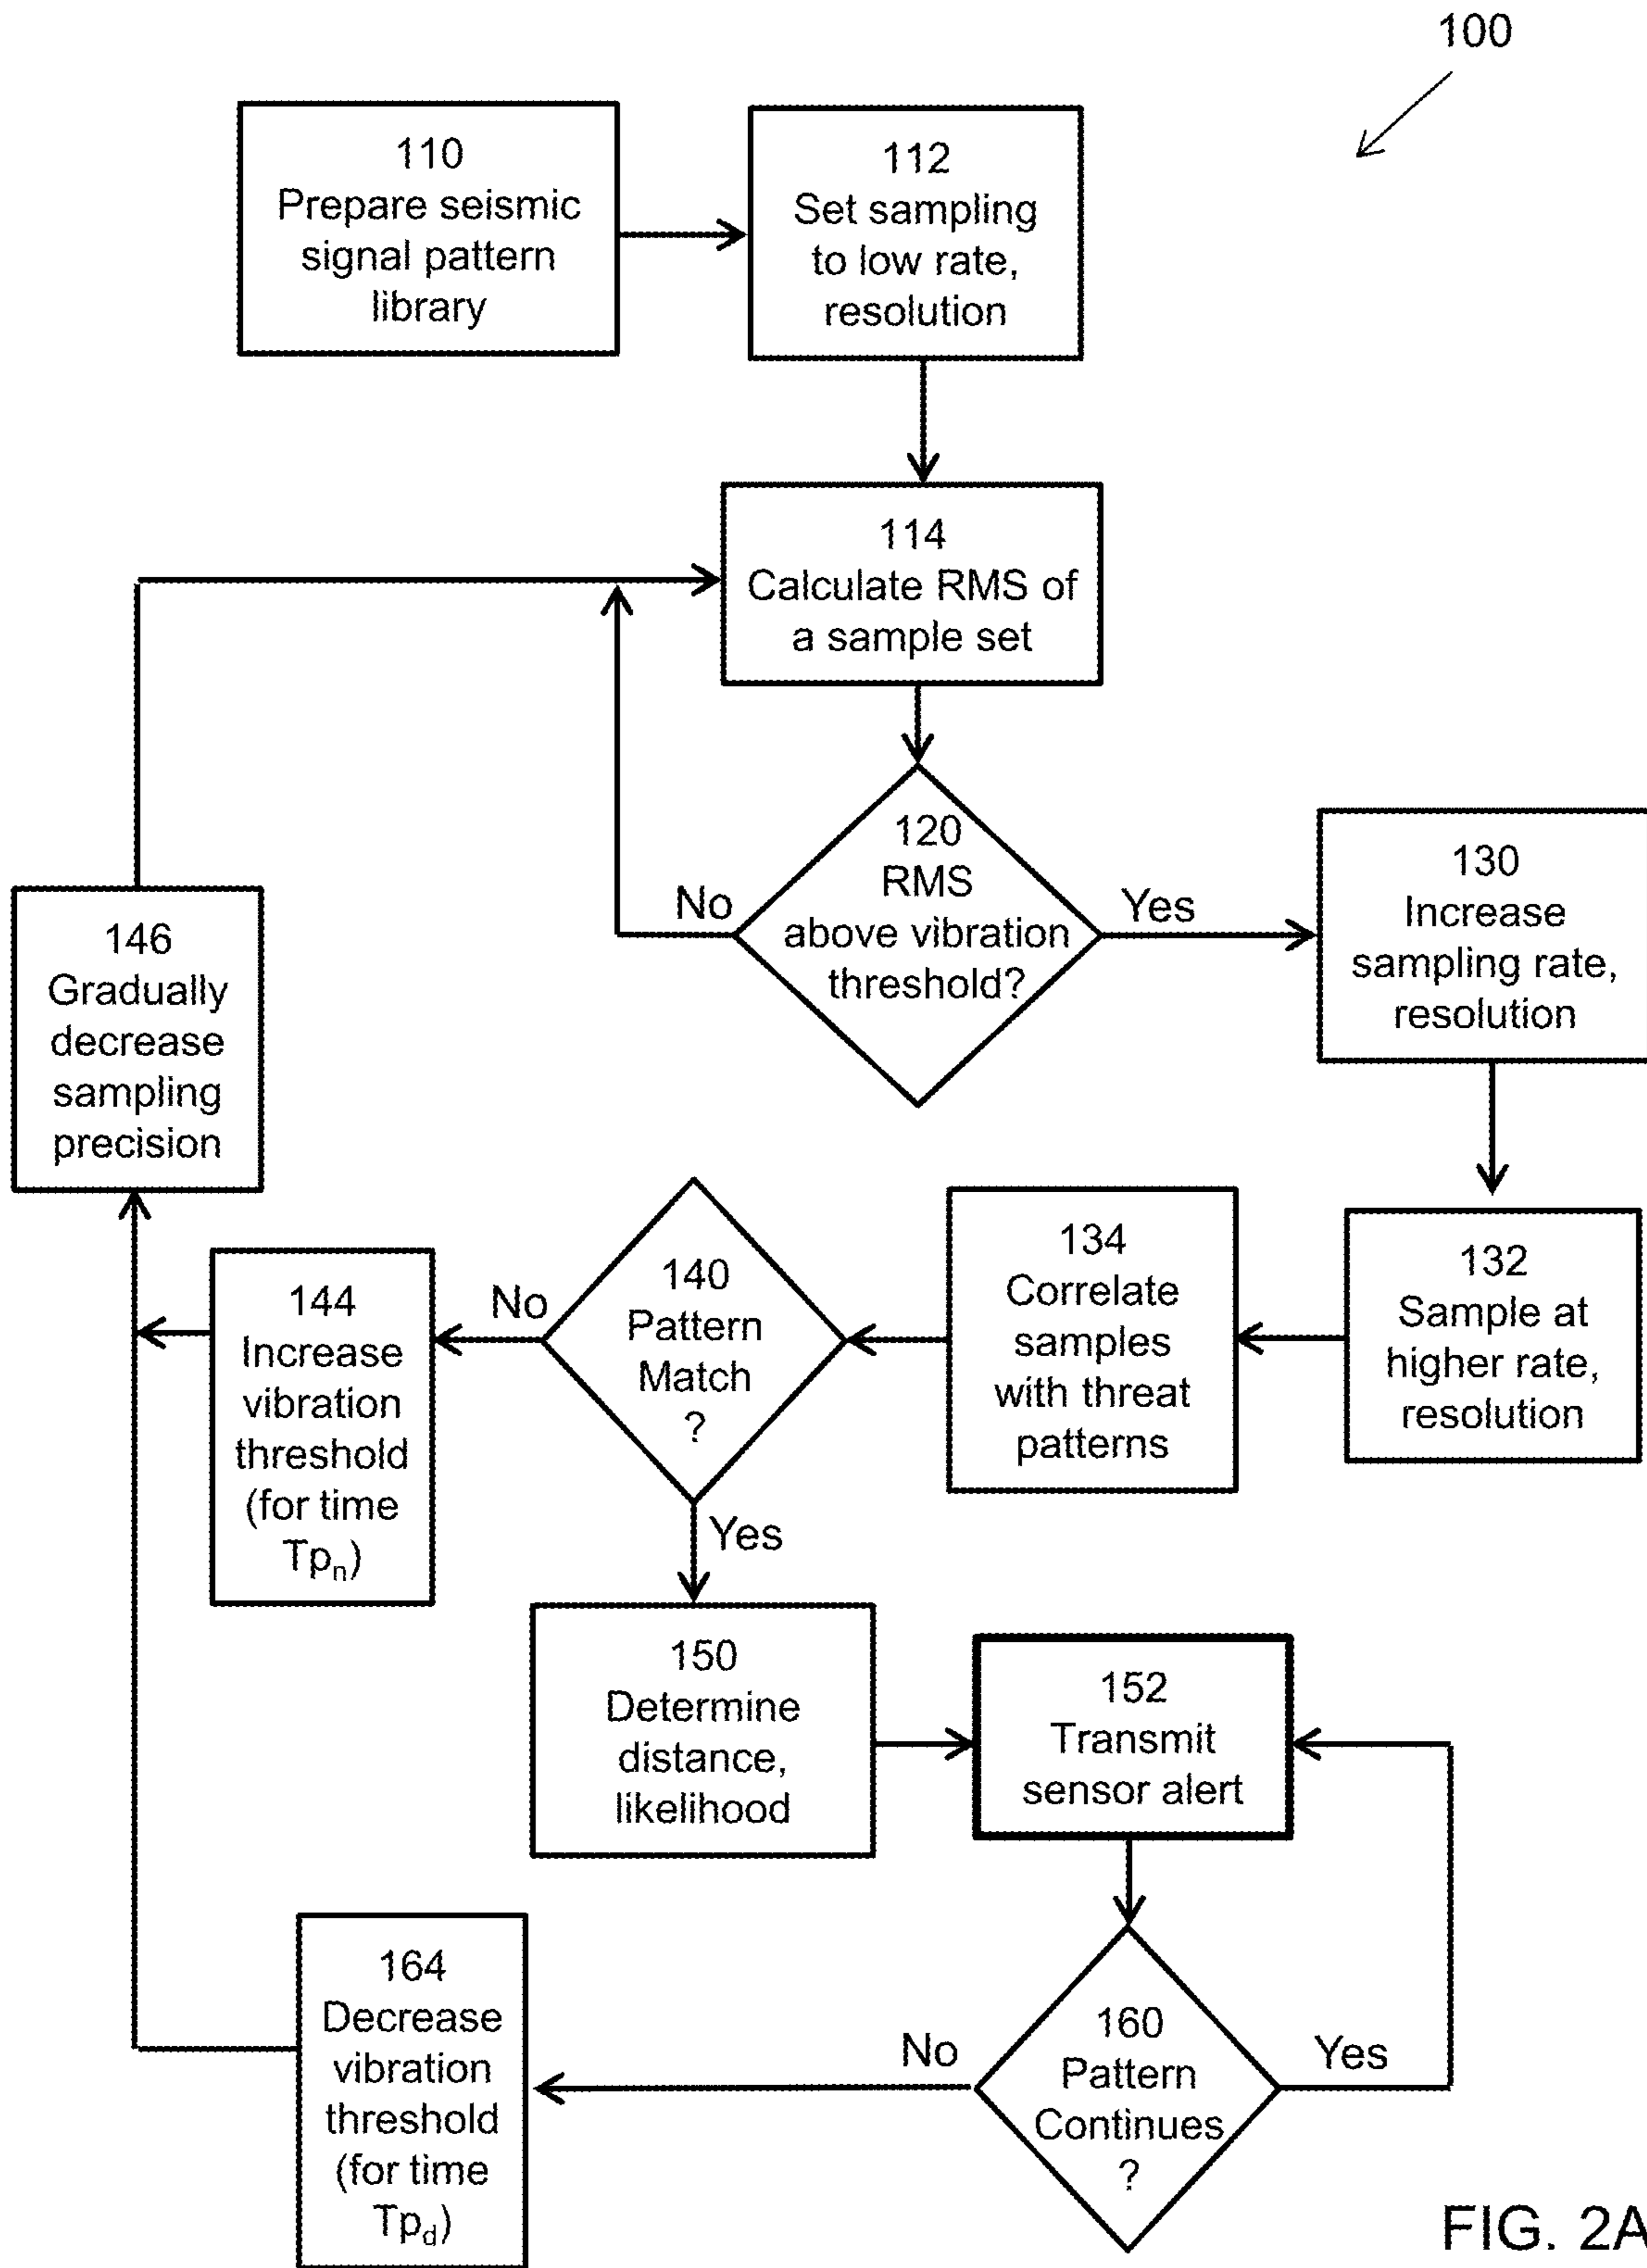 100
110
Prepare seismic
signal pattern
library
112
Set sampling
to low rate,
resolution
114
Calculate RMS of
a sample set
120
RMS
above vibration
threshold?
No
Yes
130
Increase
sampling rate,
resolution
146
Gradually
decrease
sampling
precision
132
Sample at
higher rate,
resolution
134
Correlate
samples
with threat
patterns
140
Pattern
Match
?
No
Yes
144
Increase
vibration
threshold
(for time
Tpₙ)
150
Determine
distance,
likelihood
152
Transmit
sensor alert
160
Pattern
Continues
?
No
Yes
164
Decrease
vibration
threshold
(for time
Tp_d)
FIG. 2A